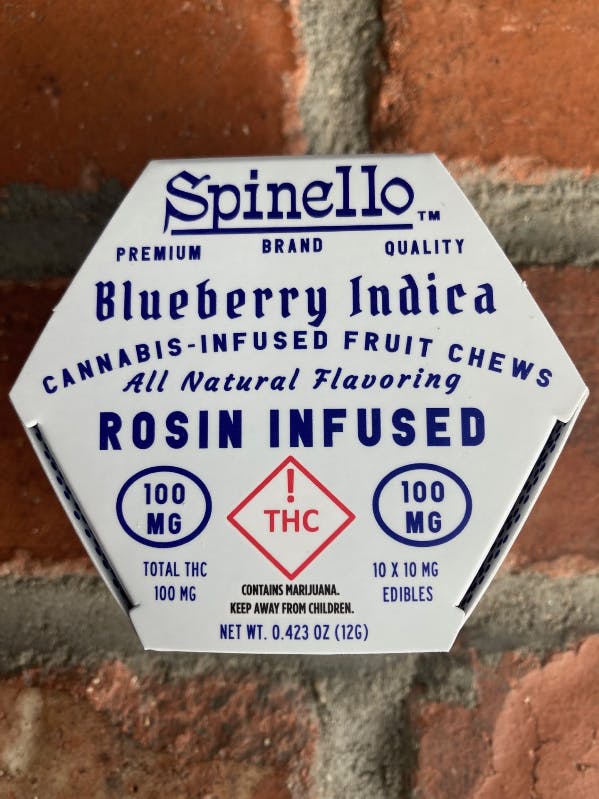 Spinello™
PREMIUM BRAND QUALITY
Blueberry Indica
CANNABIS-INFUSED FRUIT CHEWS
All Natural Flavoring
ROSIN INFUSED
100
MG
!
THC
100
MG
TOTAL THC
100 MG
CONTAINS MARIJUANA.
KEEP AWAY FROM CHILDREN.
10 X 10 MG
EDIBLES
NET WT. 0.423 OZ (12G)